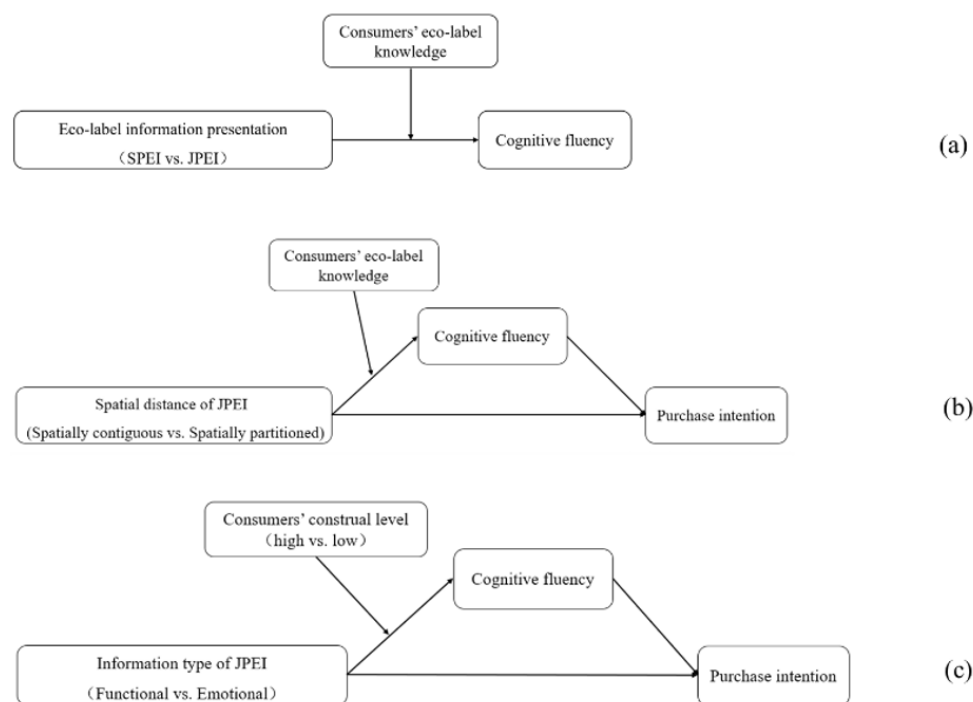 Consumers’ eco-label
knowledge
Eco-label information presentation
（SPEI vs. JPEI）
Cognitive fluency
(a)
Consumers’ eco-label
knowledge
Cognitive fluency
Spatial distance of JPEI
(Spatially contiguous vs. Spatially partitioned)
Purchase intention
(b)
Consumers’ construal level
（high vs. low）
Cognitive fluency
Information type of JPEI
（Functional vs. Emotional）
Purchase intention
(c)